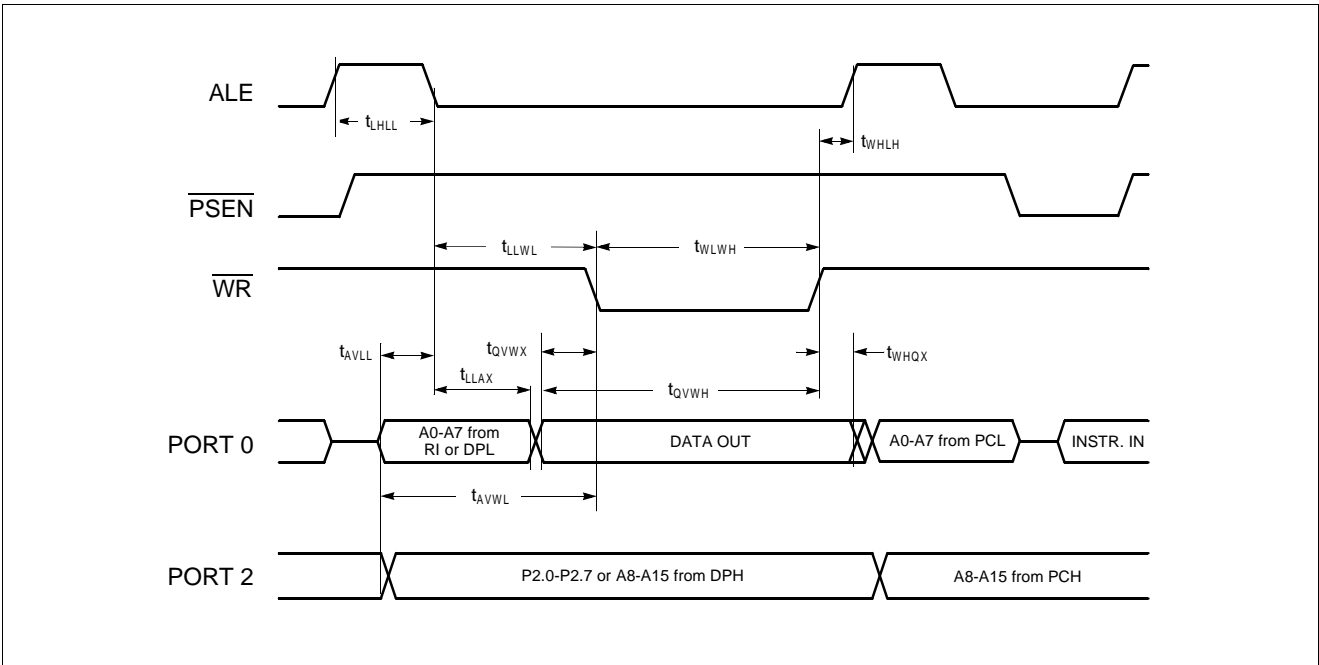 ALE
tLHLL
tWHLH
PSEN
tLLWL
tWLWH
WR
tAVLL
tQVWX
tWHQX
tLLAX
tQVWH
PORT 0
A0-A7 from
RI or DPL
DATA OUT
A0-A7 from PCL
INSTR. IN
tAVWL
PORT 2
P2.0-P2.7 or A8-A15 from DPH
A8-A15 from PCH